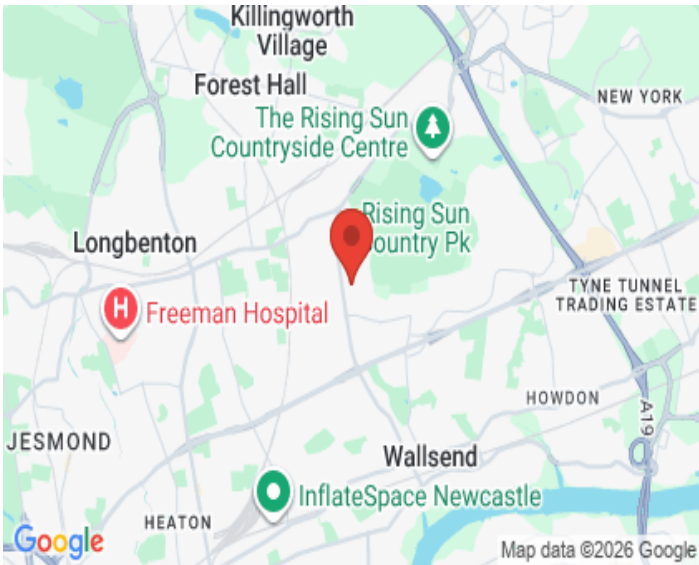 Killingworth
Village
Forest Hall
NEW YORK
The Rising Sun
Countryside Centre
Rising Sun
ountry Pk
Longbenton
TYNE TUNNEL
TRADING ESTATE
H
Freeman Hospital
HOWDON
A19
JESMOND
Wallsend
InflateSpace Newcastle
HEATON
Google
Map data ©2026 Google